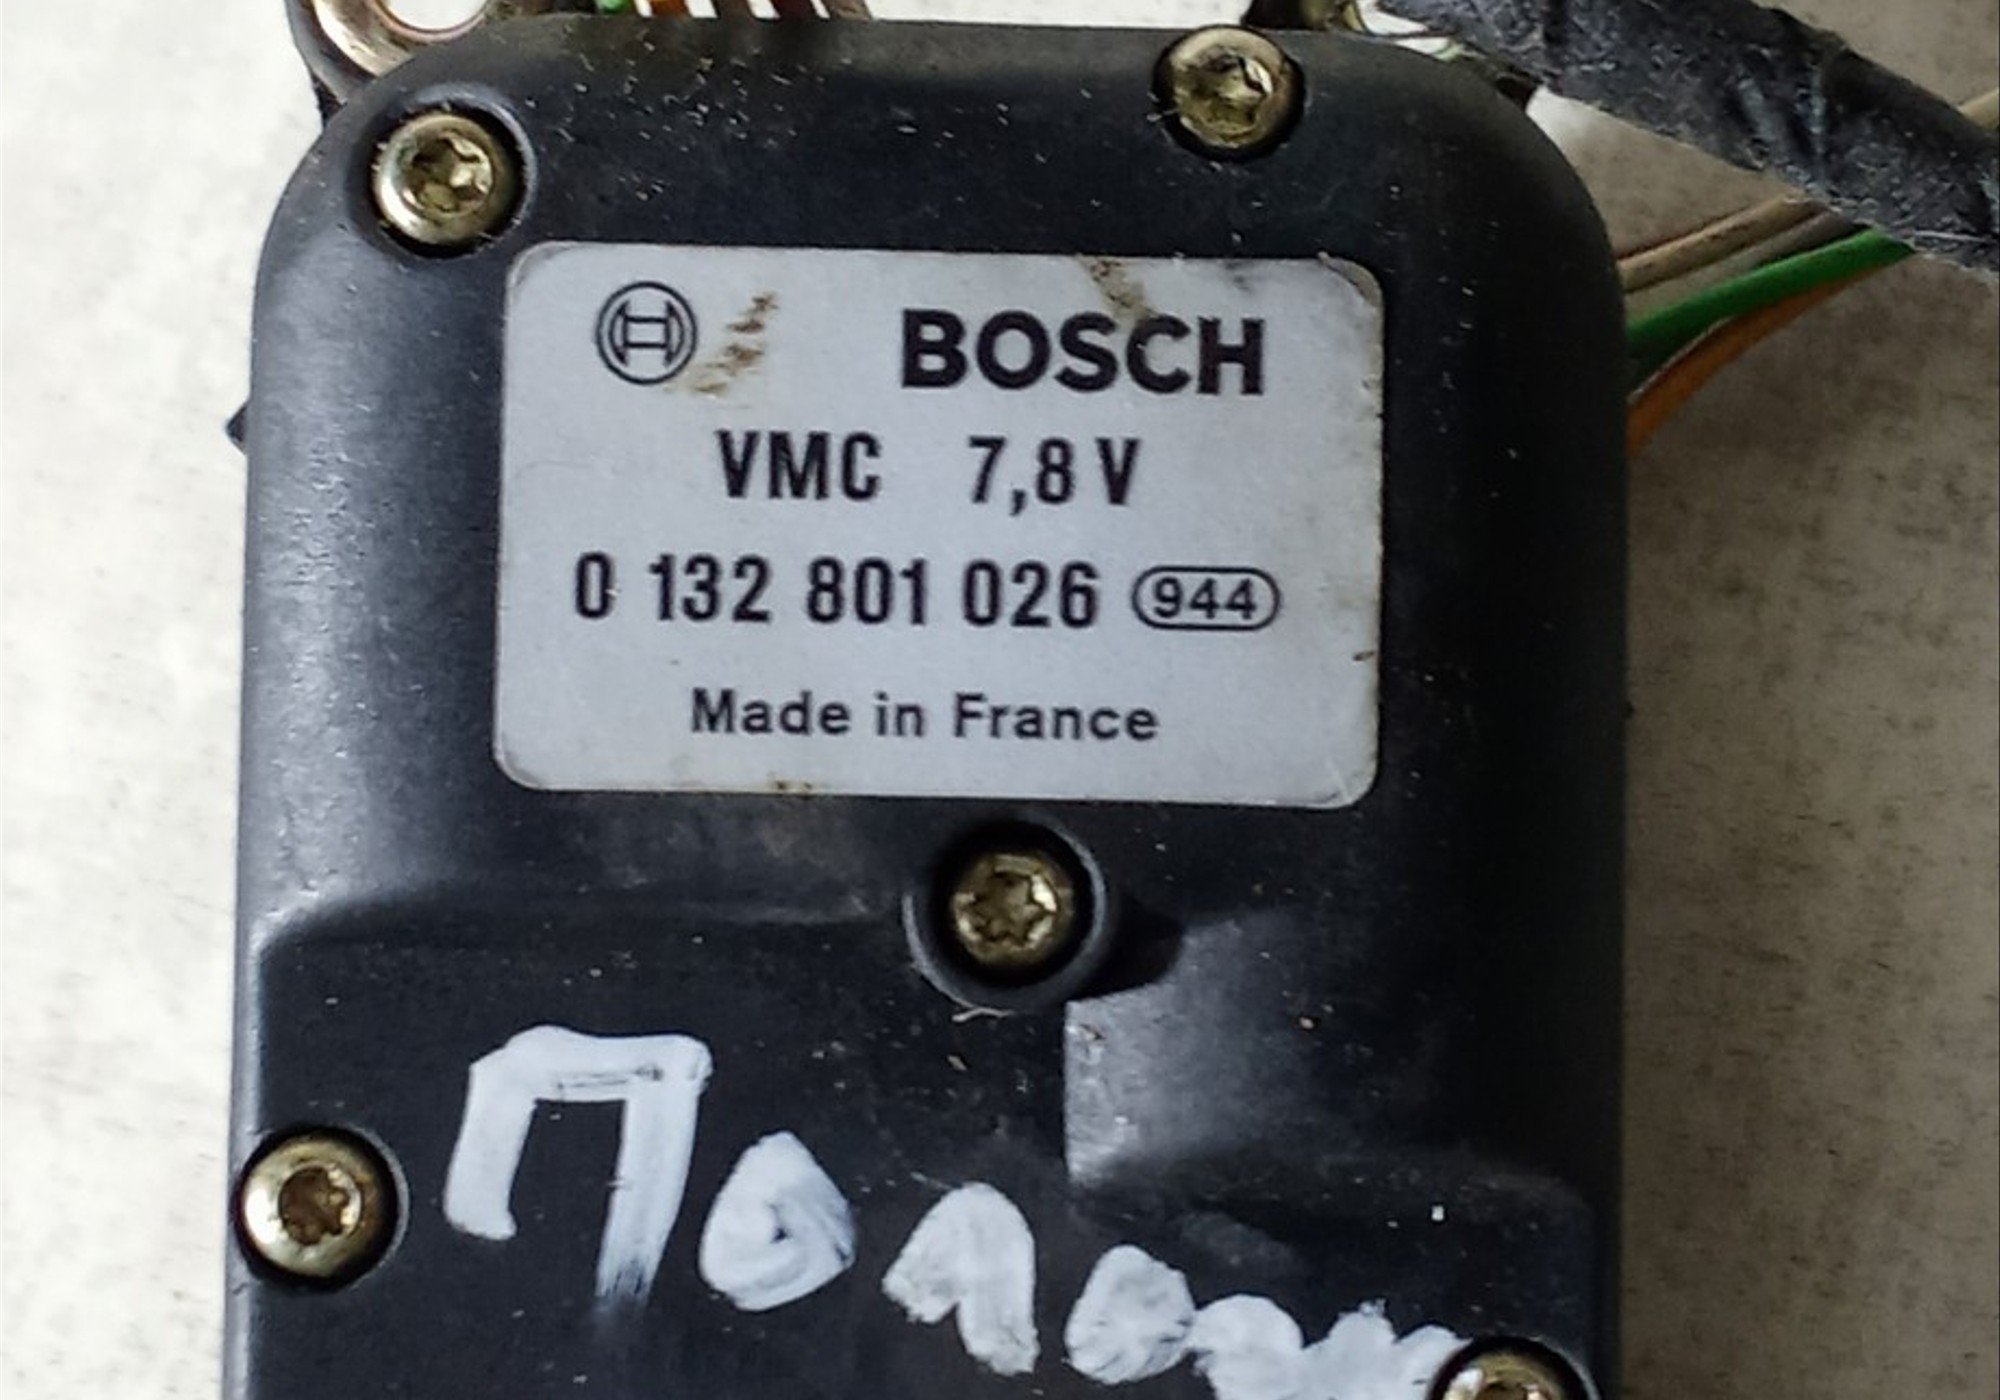 BOSCH
VMC 7,8 V
0 132 801 026 944
Made in France